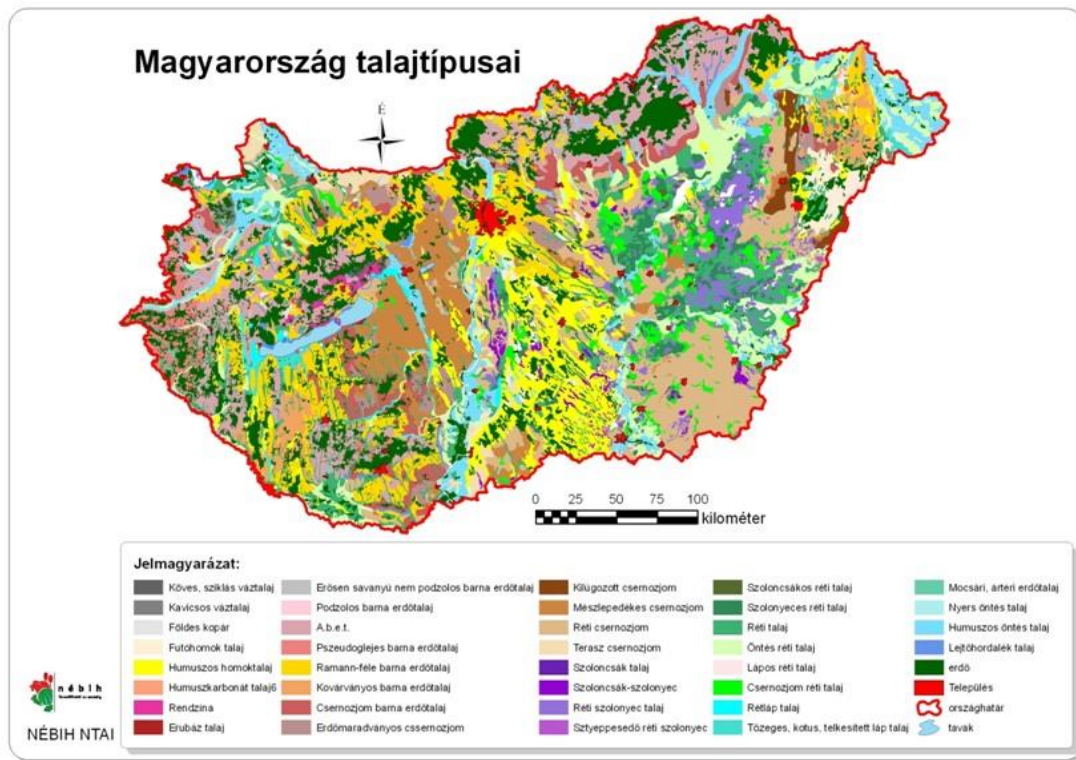 Magyarország talajtípusai
É
0 25 50 75 100
kilométer
Jelmagyarázat:
Köves, sziklás váztalaj
Kavicsos váztalaj
Földes kopár
Futóhomok talaj
Humuszos homoktalaj
Humuszkarbonát talaj6
Rendzina
Erubáz talaj
Erősen savanyú nem podzolos barna erdőtalaj
Podzolos barna erdőtalaj
A.b.e.t.
Pszeudoglejes barna erdőtalaj
Ramann-féle barna erdőtalaj
Kovárványos barna erdőtalaj
Csernozjom barna erdőtalaj
Erdőmaradványos cssernozjom
Kilúgozott csernozjom
Mészlepedékes csernozjom
Réti csernozjom
Terasz csernozjom
Szoloncsák talaj
Szoloncsák-szolonyec
Réti szolonyec talaj
Sztyeppesedő réti szolonyec
Szoloncsákos réti talaj
Szolonyeces réti talaj
Réti talaj
Öntés réti talaj
Lápos réti talaj
Csernozjom réti talaj
Rétláp talaj
Tőzeges, kotus, telkesített láp talaj
Mocsári, ártéri erdőtalaj
Nyers öntés talaj
Humuszos öntés talaj
Lejtőhordalék talaj
erdő
Település
országhatár
tavak
nébih
NÉBIH NTAI